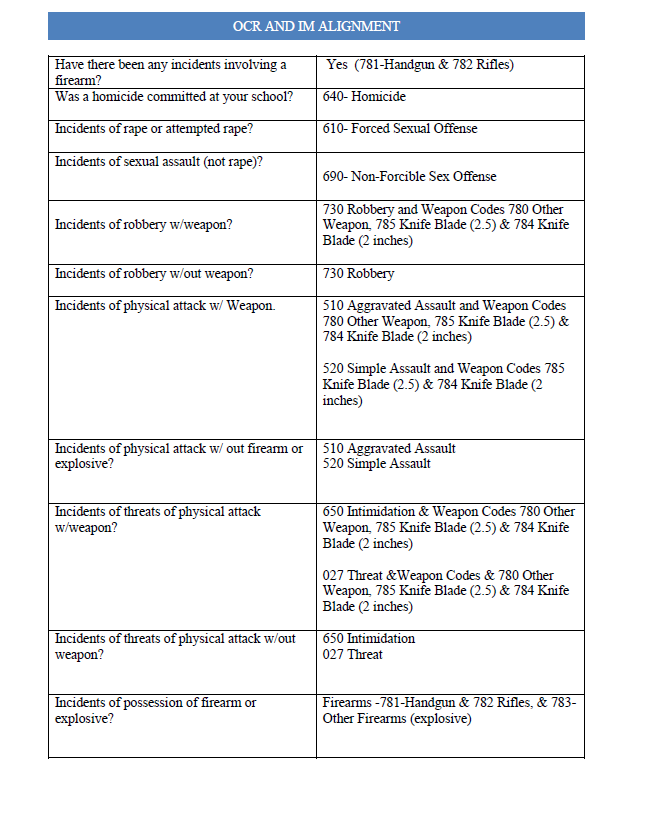 OCR AND IM ALIGNMENT
Have there been any incidents involving a
firearm?
Yes (781-Handgun & 782 Rifles)
Was a homicide committed at your school?
640- Homicide
Incidents of rape or attempted rape?
610- Forced Sexual Offense
Incidents of sexual assault (not rape)?
690- Non-Forcible Sex Offense
Incidents of robbery w/weapon?
730 Robbery and Weapon Codes 780 Other
Weapon, 785 Knife Blade (2.5) & 784 Knife
Blade (2 inches)
Incidents of robbery w/out weapon?
730 Robbery
Incidents of physical attack w/ Weapon.
510 Aggravated Assault and Weapon Codes
780 Other Weapon, 785 Knife Blade (2.5) &
784 Knife Blade (2 inches)
520 Simple Assault and Weapon Codes 785
Knife Blade (2.5) & 784 Knife Blade (2
inches)
Incidents of physical attack w/ out firearm or
explosive?
510 Aggravated Assault
520 Simple Assault
Incidents of threats of physical attack
w/weapon?
650 Intimidation & Weapon Codes 780 Other
Weapon, 785 Knife Blade (2.5) & 784 Knife
Blade (2 inches)
027 Threat &Weapon Codes & 780 Other
Weapon, 785 Knife Blade (2.5) & 784 Knife
Blade (2 inches)
Incidents of threats of physical attack w/out
weapon?
650 Intimidation
027 Threat
Incidents of possession of firearm or
explosive?
Firearms -781-Handgun & 782 Rifles, & 783-
Other Firearms (explosive)